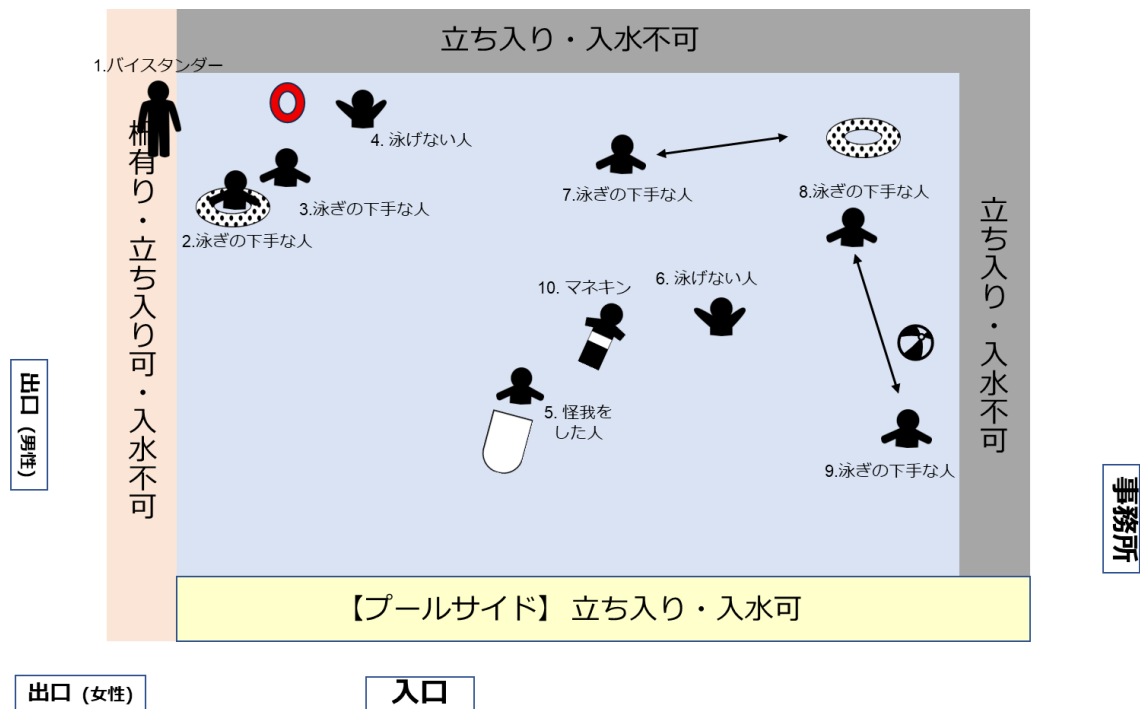 立ち入り・入水不可
1.バイスタンダー
柵有り・立ち入り可・入水不可
4. 泳げない人
3.泳ぎの下手な人
2.泳ぎの下手な人
7.泳ぎの下手な人
8.泳ぎの下手な人
立ち入り・入水不可
10. マネキン
6. 泳げない人
5. 怪我を
した人
9.泳ぎの下手な人
出口 (男性)
事務所
【プールサイド】 立ち入り・入水可
出口 (女性)
入口